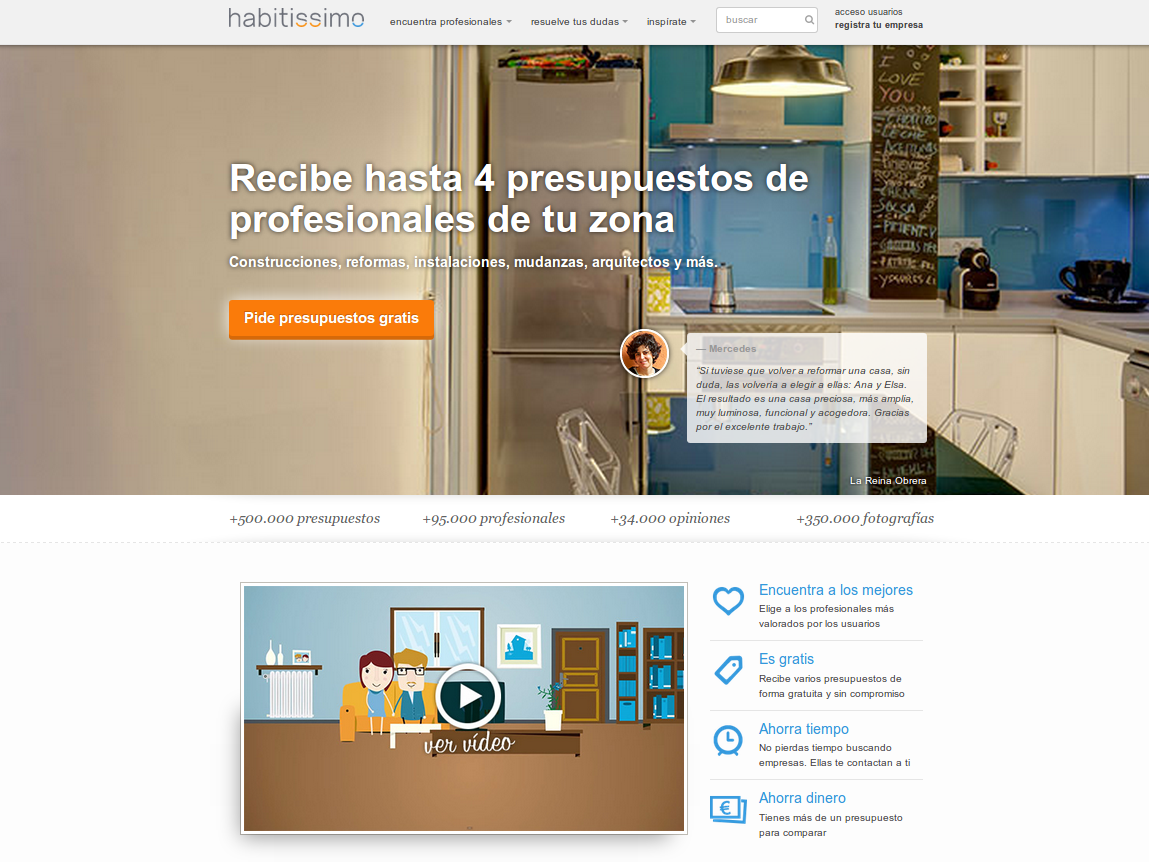 habitissimo
encuentra profesionales
resuelve tus dudas
inspírate
buscar
acceso usuarios
registra tu empresa
I
LOVE
YOU
Recibe hasta 4 presupuestos de
profesionales de tu zona
Construcciones, reformas, instalaciones, mudanzas, arquitectos y más.
Pide presupuestos gratis
— Mercedes
“Si tuviese que volver a reformar una casa, sin
duda, las volvería a elegir a ellas: Ana y Elsa.
El resultado es una casa preciosa, más amplia,
muy luminosa, funcional y acogedora. Gracias
por el excelente trabajo.”
La Reina Obrera
+500.000 presupuestos
+95.000 profesionales
+34.000 opiniones
+350.000 fotografías
ver vídeo
Encuentra a los mejores
Elige a los profesionales más
valorados por los usuarios
Es gratis
Recibe varios presupuestos de
forma gratuita y sin compromiso
Ahorra tiempo
No pierdas tiempo buscando
empresas. Ellas te contactan a ti
Ahorra dinero
Tienes más de un presupuesto
para comparar